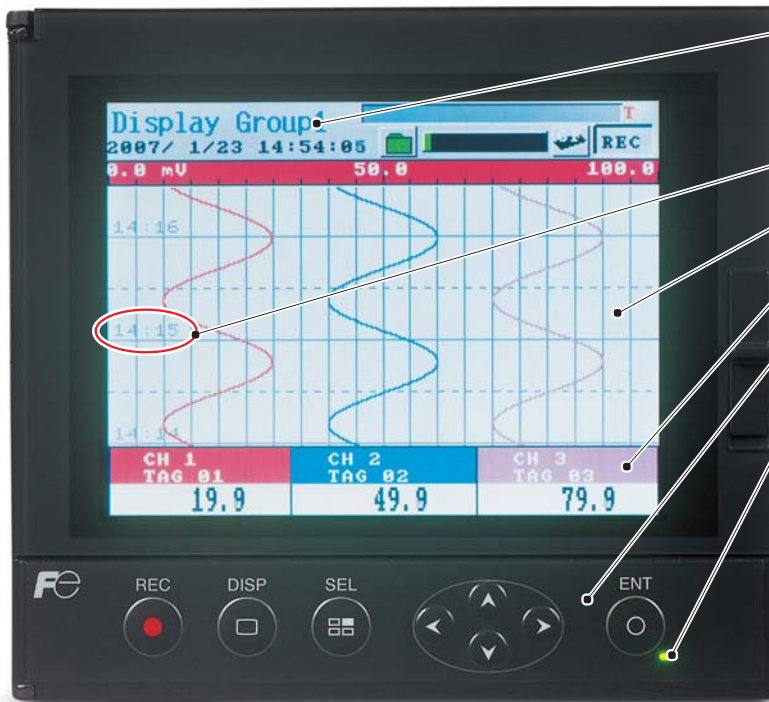 Display Group1
T
2007/ 1/23 14:54:05
REC
0.0 mV 50.0 100.0
14:16
14:15
14:14
CH 1 CH 2 CH 3
TAG 01 TAG 02 TAG 03
19.9 49.9 79.9
Fe REC DISP SEL ENT